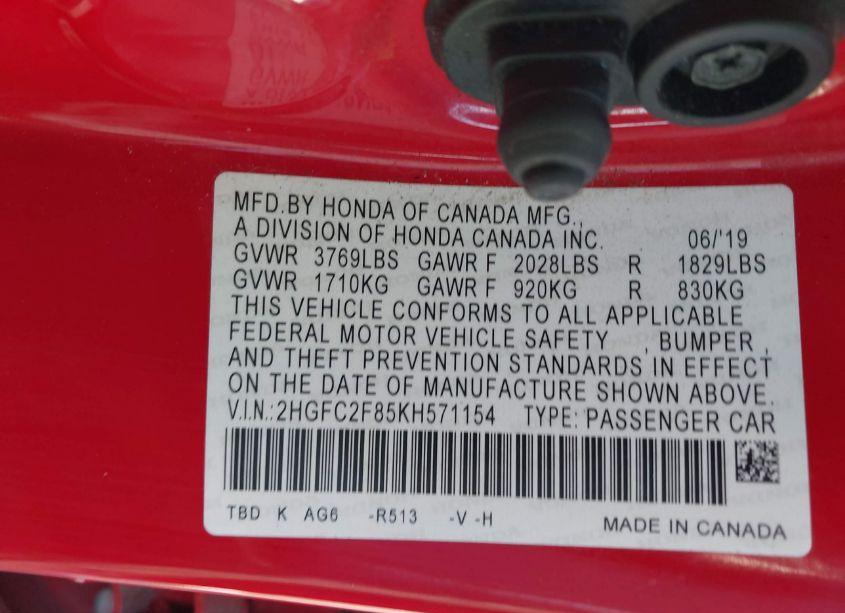 MFD.BY HONDA OF CANADA MFG.,
A DIVISION OF HONDA CANADA INC. 06/'19
GVWR 3769LBS GAWR F 2028LBS R 1829LBS
GVWR 1710KG GAWR F 920KG R 830KG
THIS VEHICLE CONFORMS TO ALL APPLICABLE
FEDERAL MOTOR VEHICLE SAFETY , BUMPER ,
AND THEFT PREVENTION STANDARDS IN EFFECT
ON THE DATE OF MANUFACTURE SHOWN ABOVE.
V.I.N.:2HGFC2F85KH571154 TYPE: PASSENGER CAR
TBD K AG6 -R513 -V -H
MADE IN CANADA